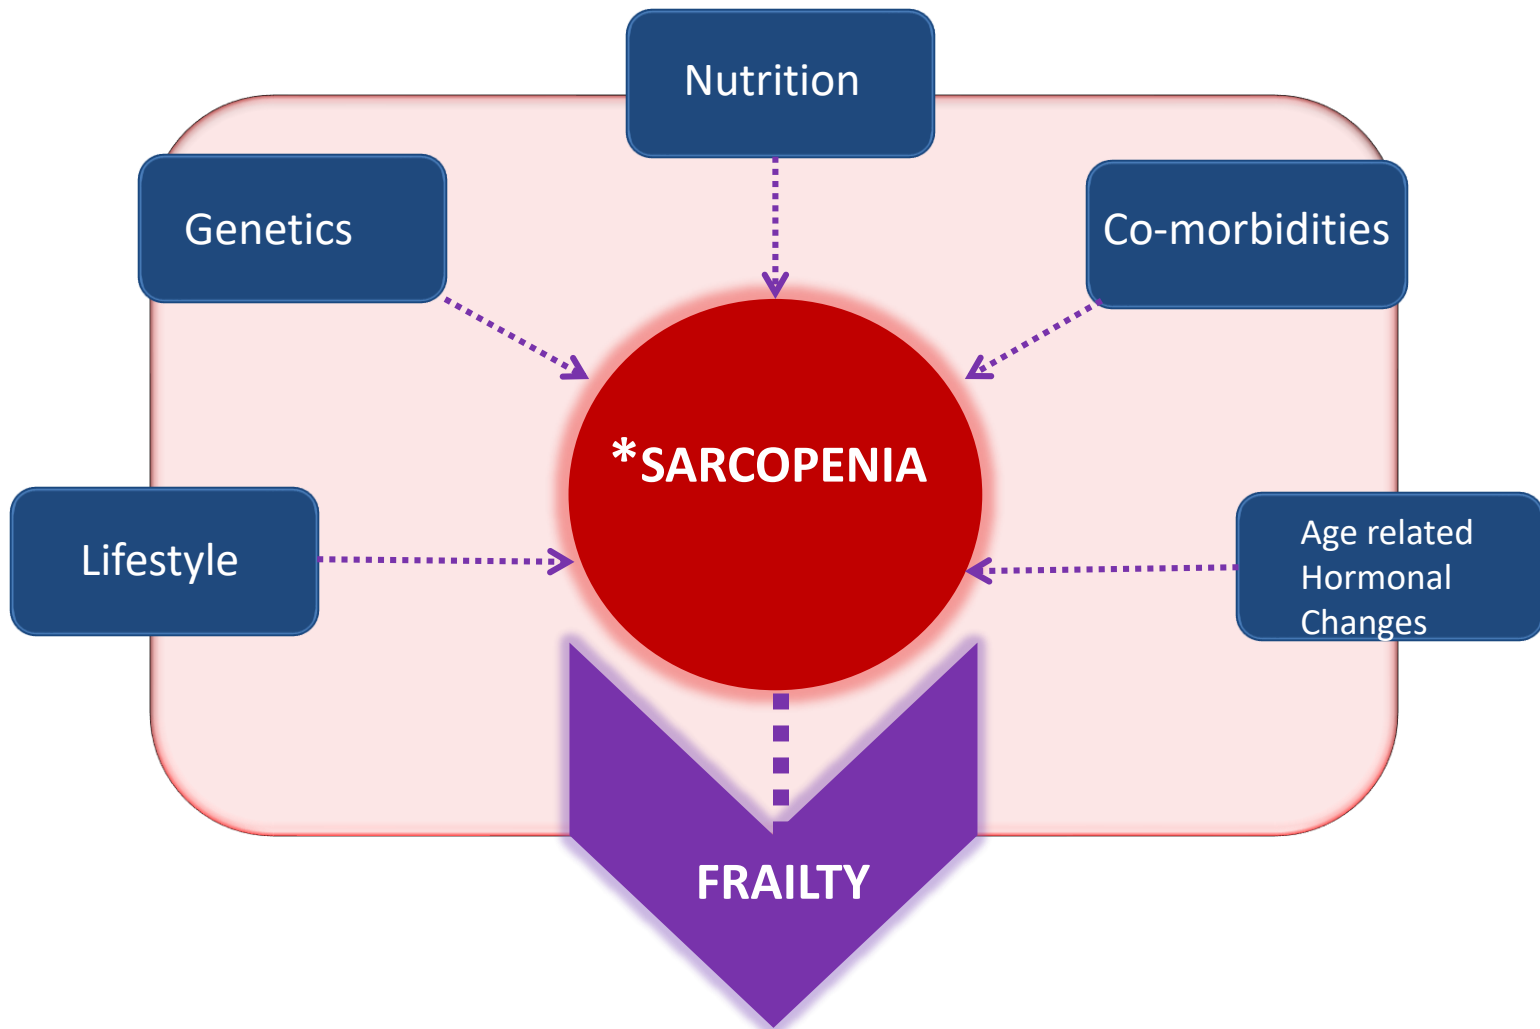 Nutrition
Genetics
Co-morbidities
*SARCOPENIA
Lifestyle
Age related
Hormonal
Changes
FRAILTY